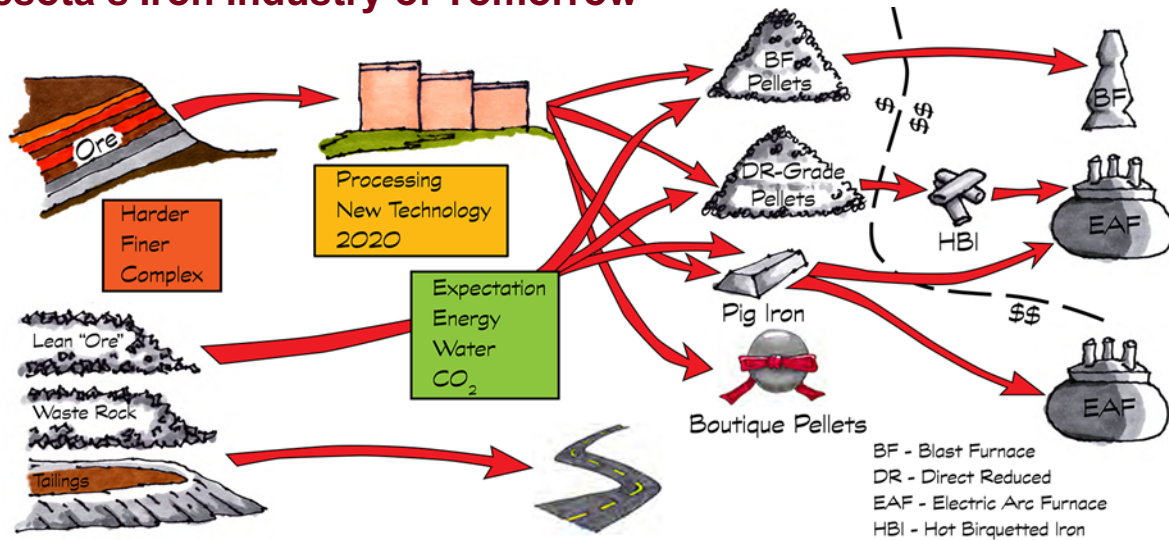 Iron Industry of Tomorrow
Ore
Harder
Finer
Complex
Processing
New Technology
2020
Expectation
Energy
Water
CO₂
Lean "Ore"
Waste Rock
Tailings
BF
Pellets
DR-Grade
Pellets
Pig Iron
Boutique Pellets
$
$$
HBI
$$
BF
EAF
EAF
BF - Blast Furnace
DR - Direct Reduced
EAF - Electric Arc Furnace
HBI - Hot Birquetted Iron